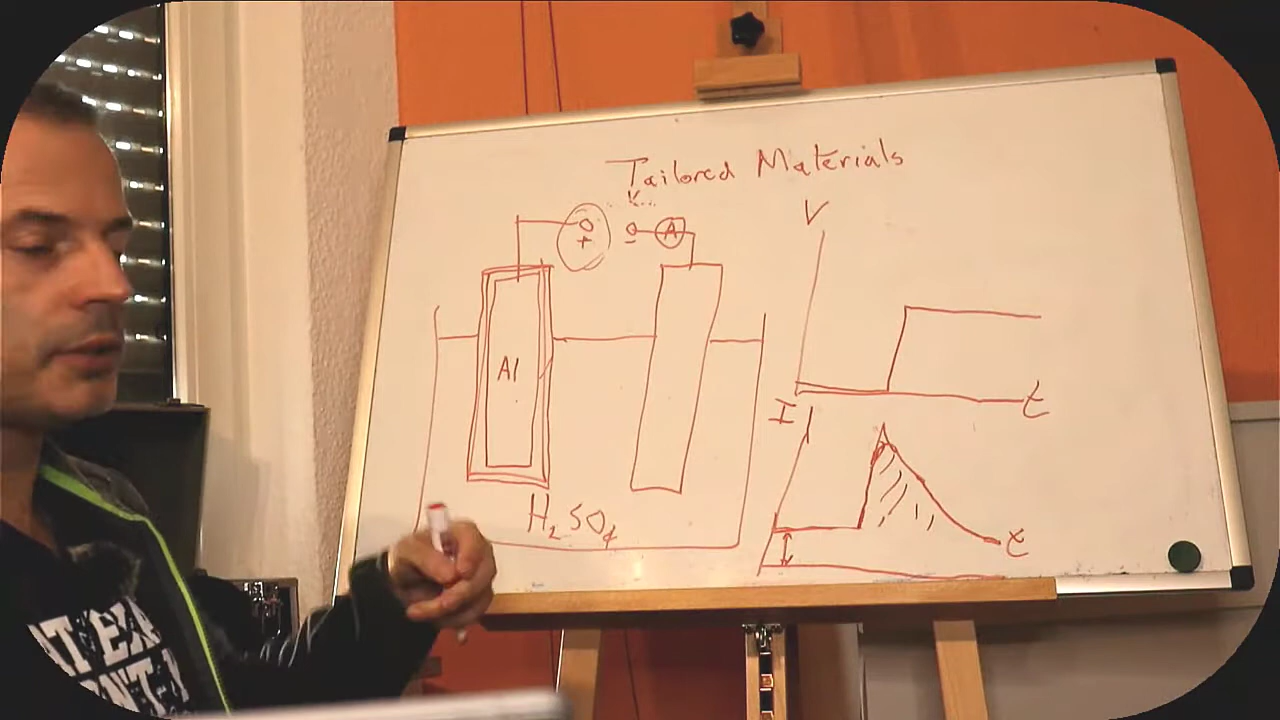 Tailored Materials
V
+
-
A
Al
t
I
H₂SO₄
t